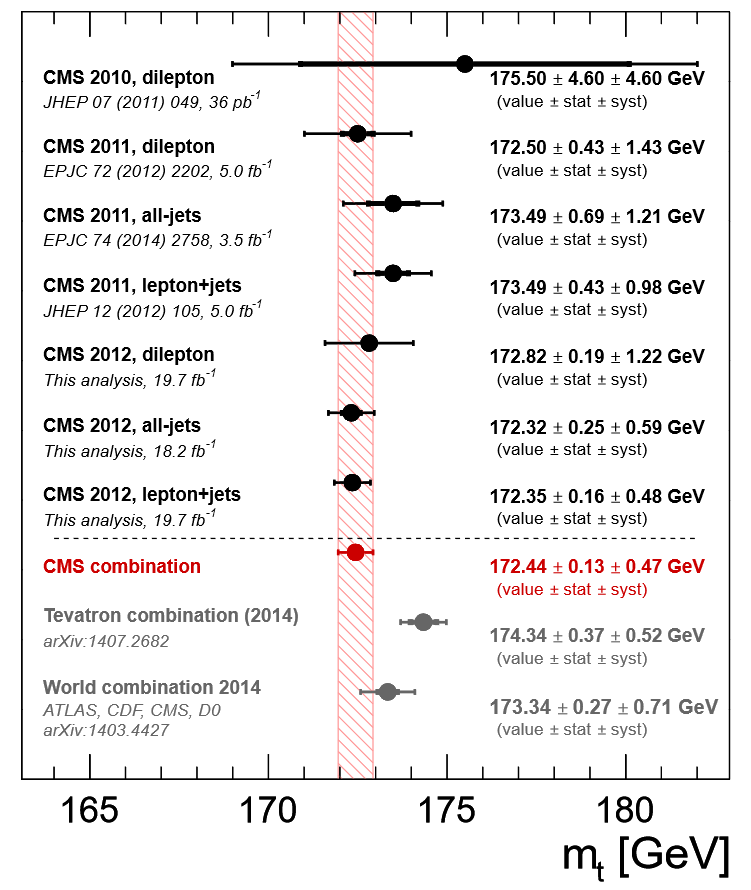 CMS 2010, dilepton 175.50 ± 4.60 ± 4.60 GeV
JHEP 07 (2011) 049, 36 pb⁻¹ (value ± stat ± syst)
CMS 2011, dilepton 172.50 ± 0.43 ± 1.43 GeV
EPJC 72 (2012) 2202, 5.0 fb⁻¹ (value ± stat ± syst)
CMS 2011, all-jets 173.49 ± 0.69 ± 1.21 GeV
EPJC 74 (2014) 2758, 3.5 fb⁻¹ (value ± stat ± syst)
CMS 2011, lepton+jets 173.49 ± 0.43 ± 0.98 GeV
JHEP 12 (2012) 105, 5.0 fb⁻¹ (value ± stat ± syst)
CMS 2012, dilepton 172.82 ± 0.19 ± 1.22 GeV
This analysis, 19.7 fb⁻¹ (value ± stat ± syst)
CMS 2012, all-jets 172.32 ± 0.25 ± 0.59 GeV
This analysis, 18.2 fb⁻¹ (value ± stat ± syst)
CMS 2012, lepton+jets 172.35 ± 0.16 ± 0.48 GeV
This analysis, 19.7 fb⁻¹ (value ± stat ± syst)
CMS combination 172.44 ± 0.13 ± 0.47 GeV
(value ± stat ± syst)
Tevatron combination (2014) 174.34 ± 0.37 ± 0.52 GeV
arXiv:1407.2682 (value ± stat ± syst)
World combination 2014 173.34 ± 0.27 ± 0.71 GeV
ATLAS, CDF, CMS, D0
arXiv:1403.4427 (value ± stat ± syst)
165 170 175 180
mₜ [GeV]